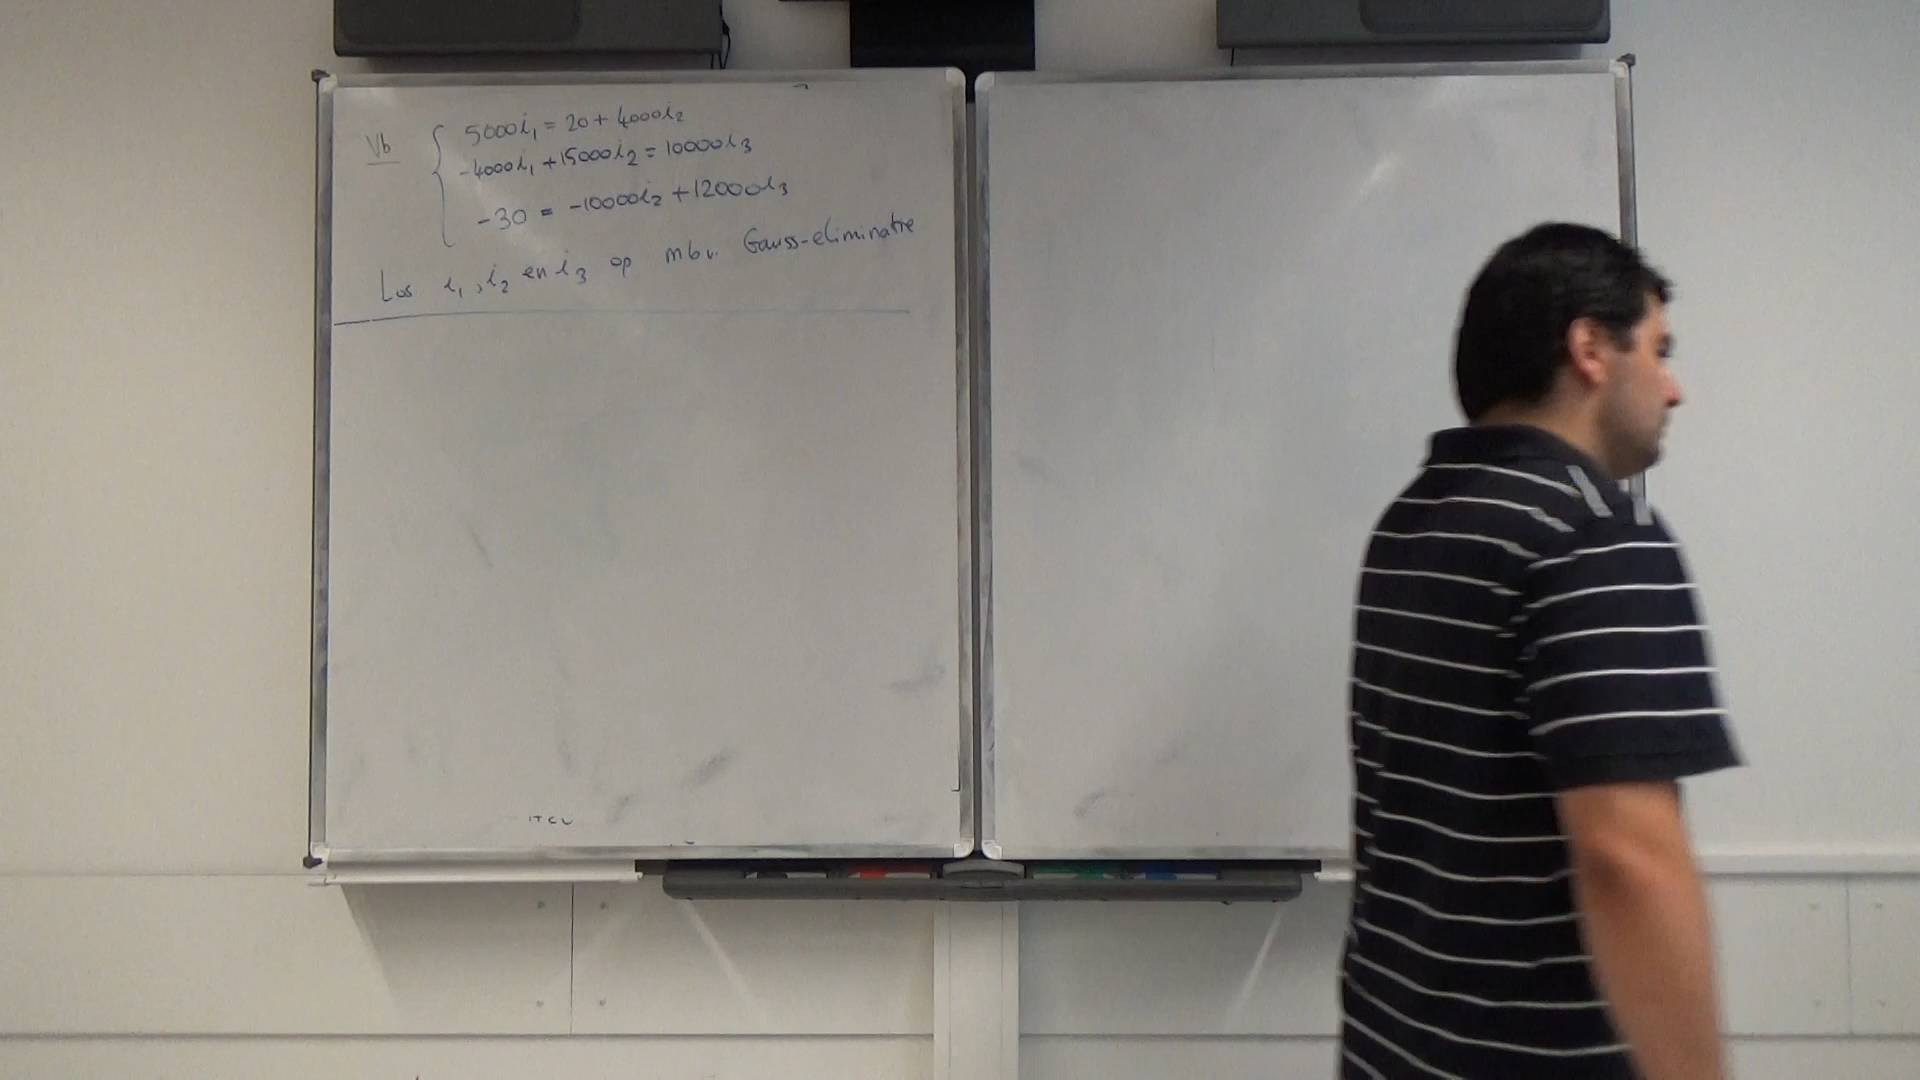 Vb
5000i₁ = 20 + 4000i₂
-4000i₁ + 15000i₂ = 10000i₃
-30 = -10000i₂ + 12000i₃
Los i₁, i₂ en i₃ op mbv. Gauss-eliminatie